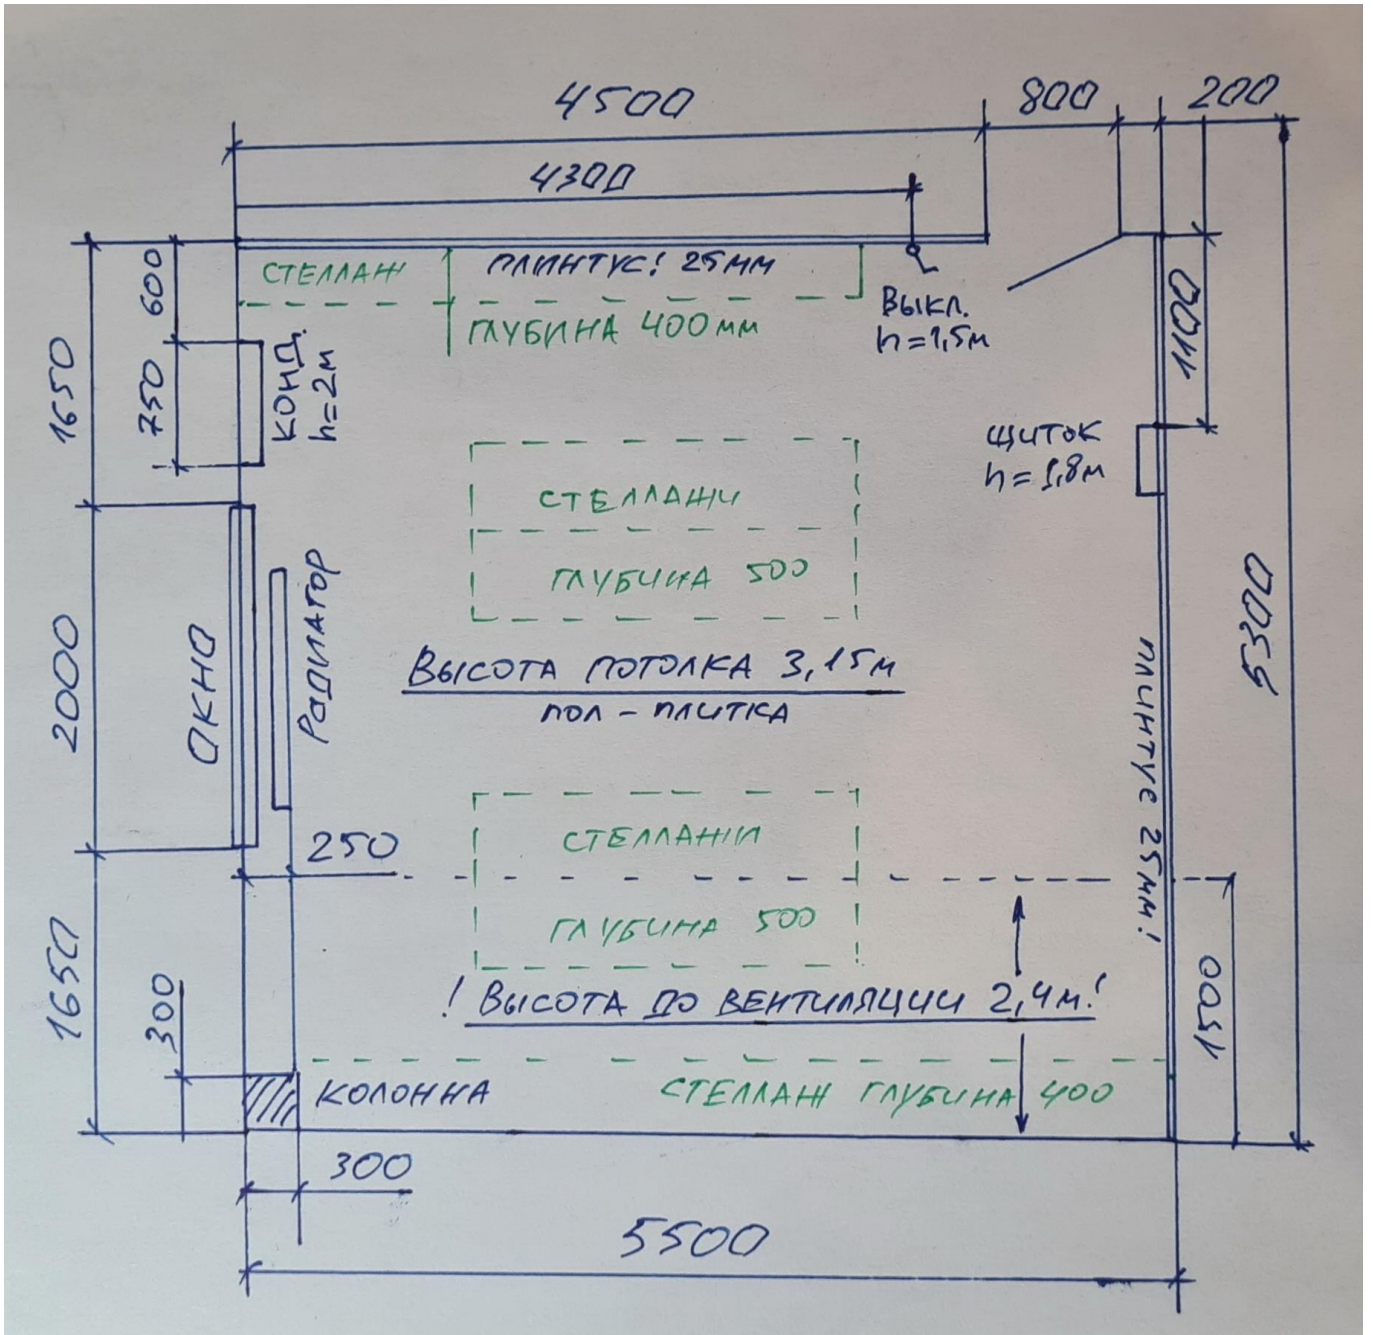 4500
800
200
4300
СТЕЛЛАЖ
ПЛИНТУС! 25мм
ГЛУБИНА 400мм
Выкл.
h=1,5м
600
750
1650
КОНД.
h=2м
1100
ЩИТОК
h=1,8м
СТЕЛЛАЖИ
ГЛУБИНА 500
2000
ОКНО
РАДИАТОР
5300
Высота потолка 3,15м
пол - плитка
плинтус 25мм!
СТЕЛЛАЖИ
250
ГЛУБИНА 500
! Высота до вентиляции 2,4м!
1650
300
1500
КОЛОННА
СТЕЛЛАЖ ГЛУБИНА 400
300
5500